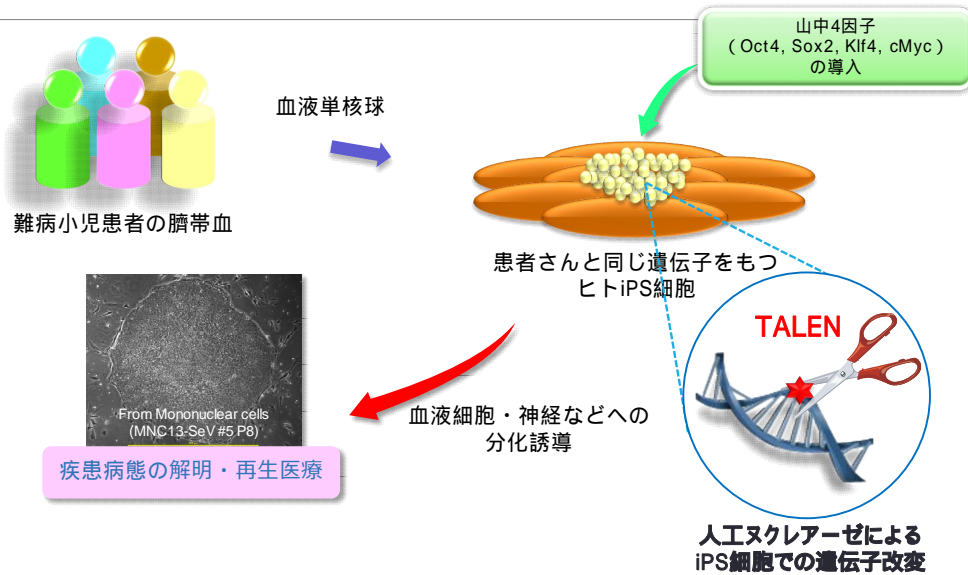 山中4因子
（Oct4, Sox2, Klf4, cMyc）
の導入
血液単核球
難病小児患者の臍帯血
患者さんと同じ遺伝子をもつ
ヒトiPS細胞
TALEN
From Mononuclear cells
(MNC13-SeV #5 P8)
血液細胞・神経などへの
分化誘導
疾患病態の解明・再生医療
人工ヌクレアーゼによる
iPS細胞での遺伝子改変